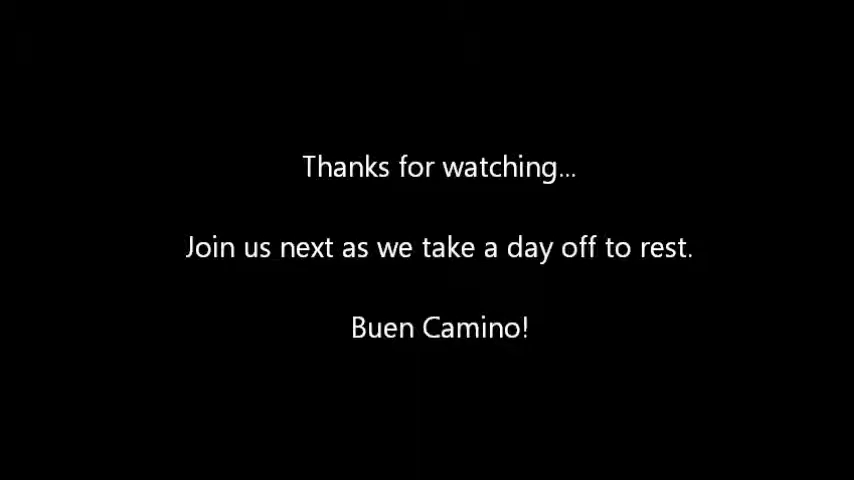 Thanks for watching...
Join us next as we take a day off to rest.
Buen Camino!